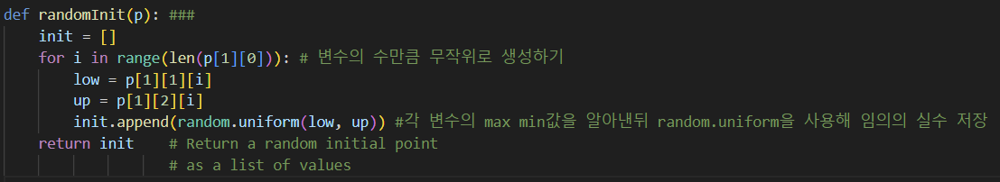 def randomInit(p): ###
    init = []
    for i in range(len(p[1][0])): # 변수의 수만큼 무작위로 생성하기
        low = p[1][1][i]
        up = p[1][2][i]
        init.append(random.uniform(low, up)) #각 변수의 max min값을 알아낸뒤 random.uniform을 사용해 임의의 실수 저장
    return init    # Return a random initial point
                   # as a list of values